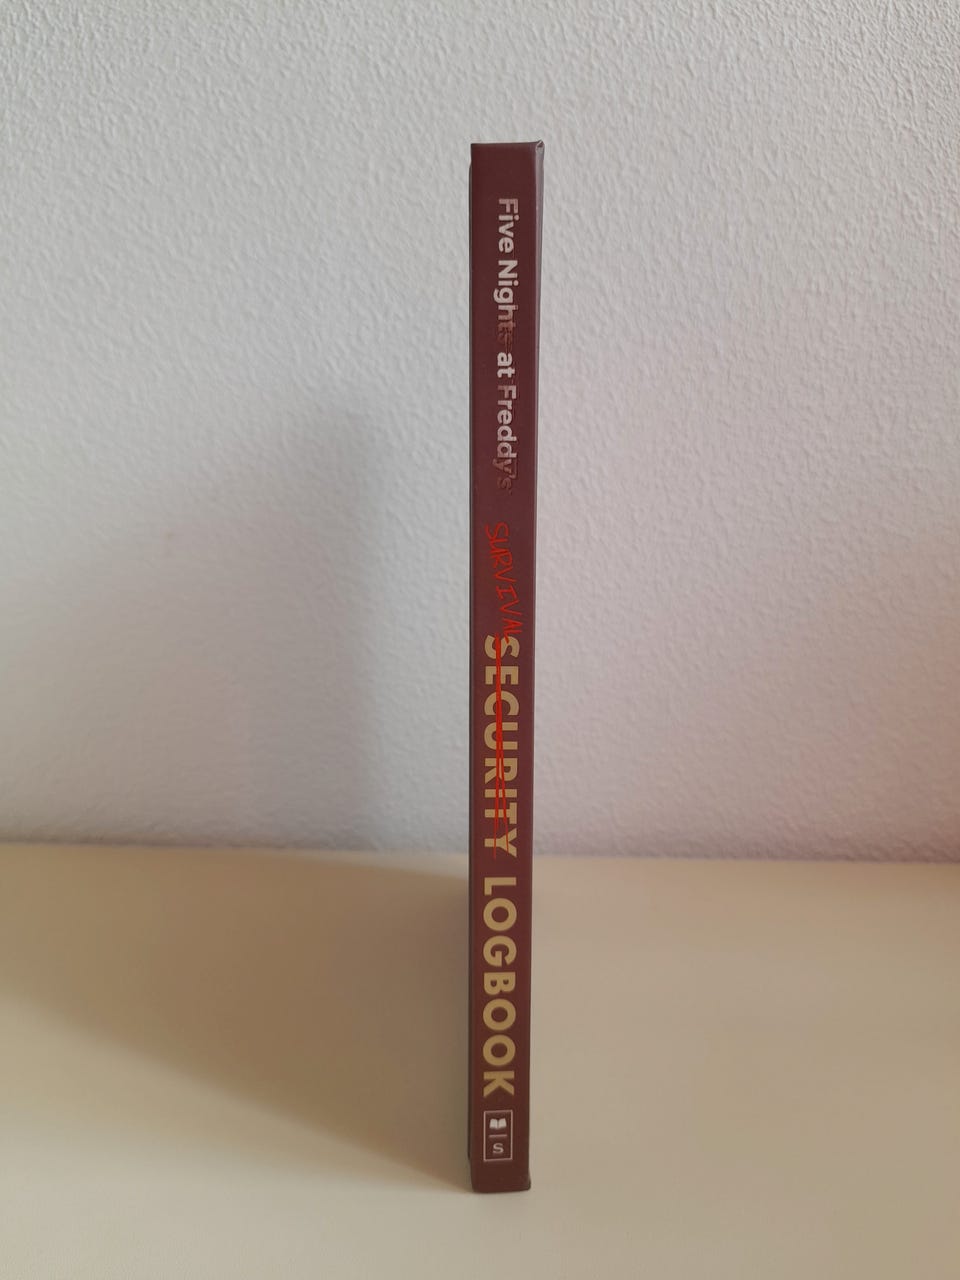 Five Nights at Freddy's
SURVIVAL
SECURITY LOGBOOK
S